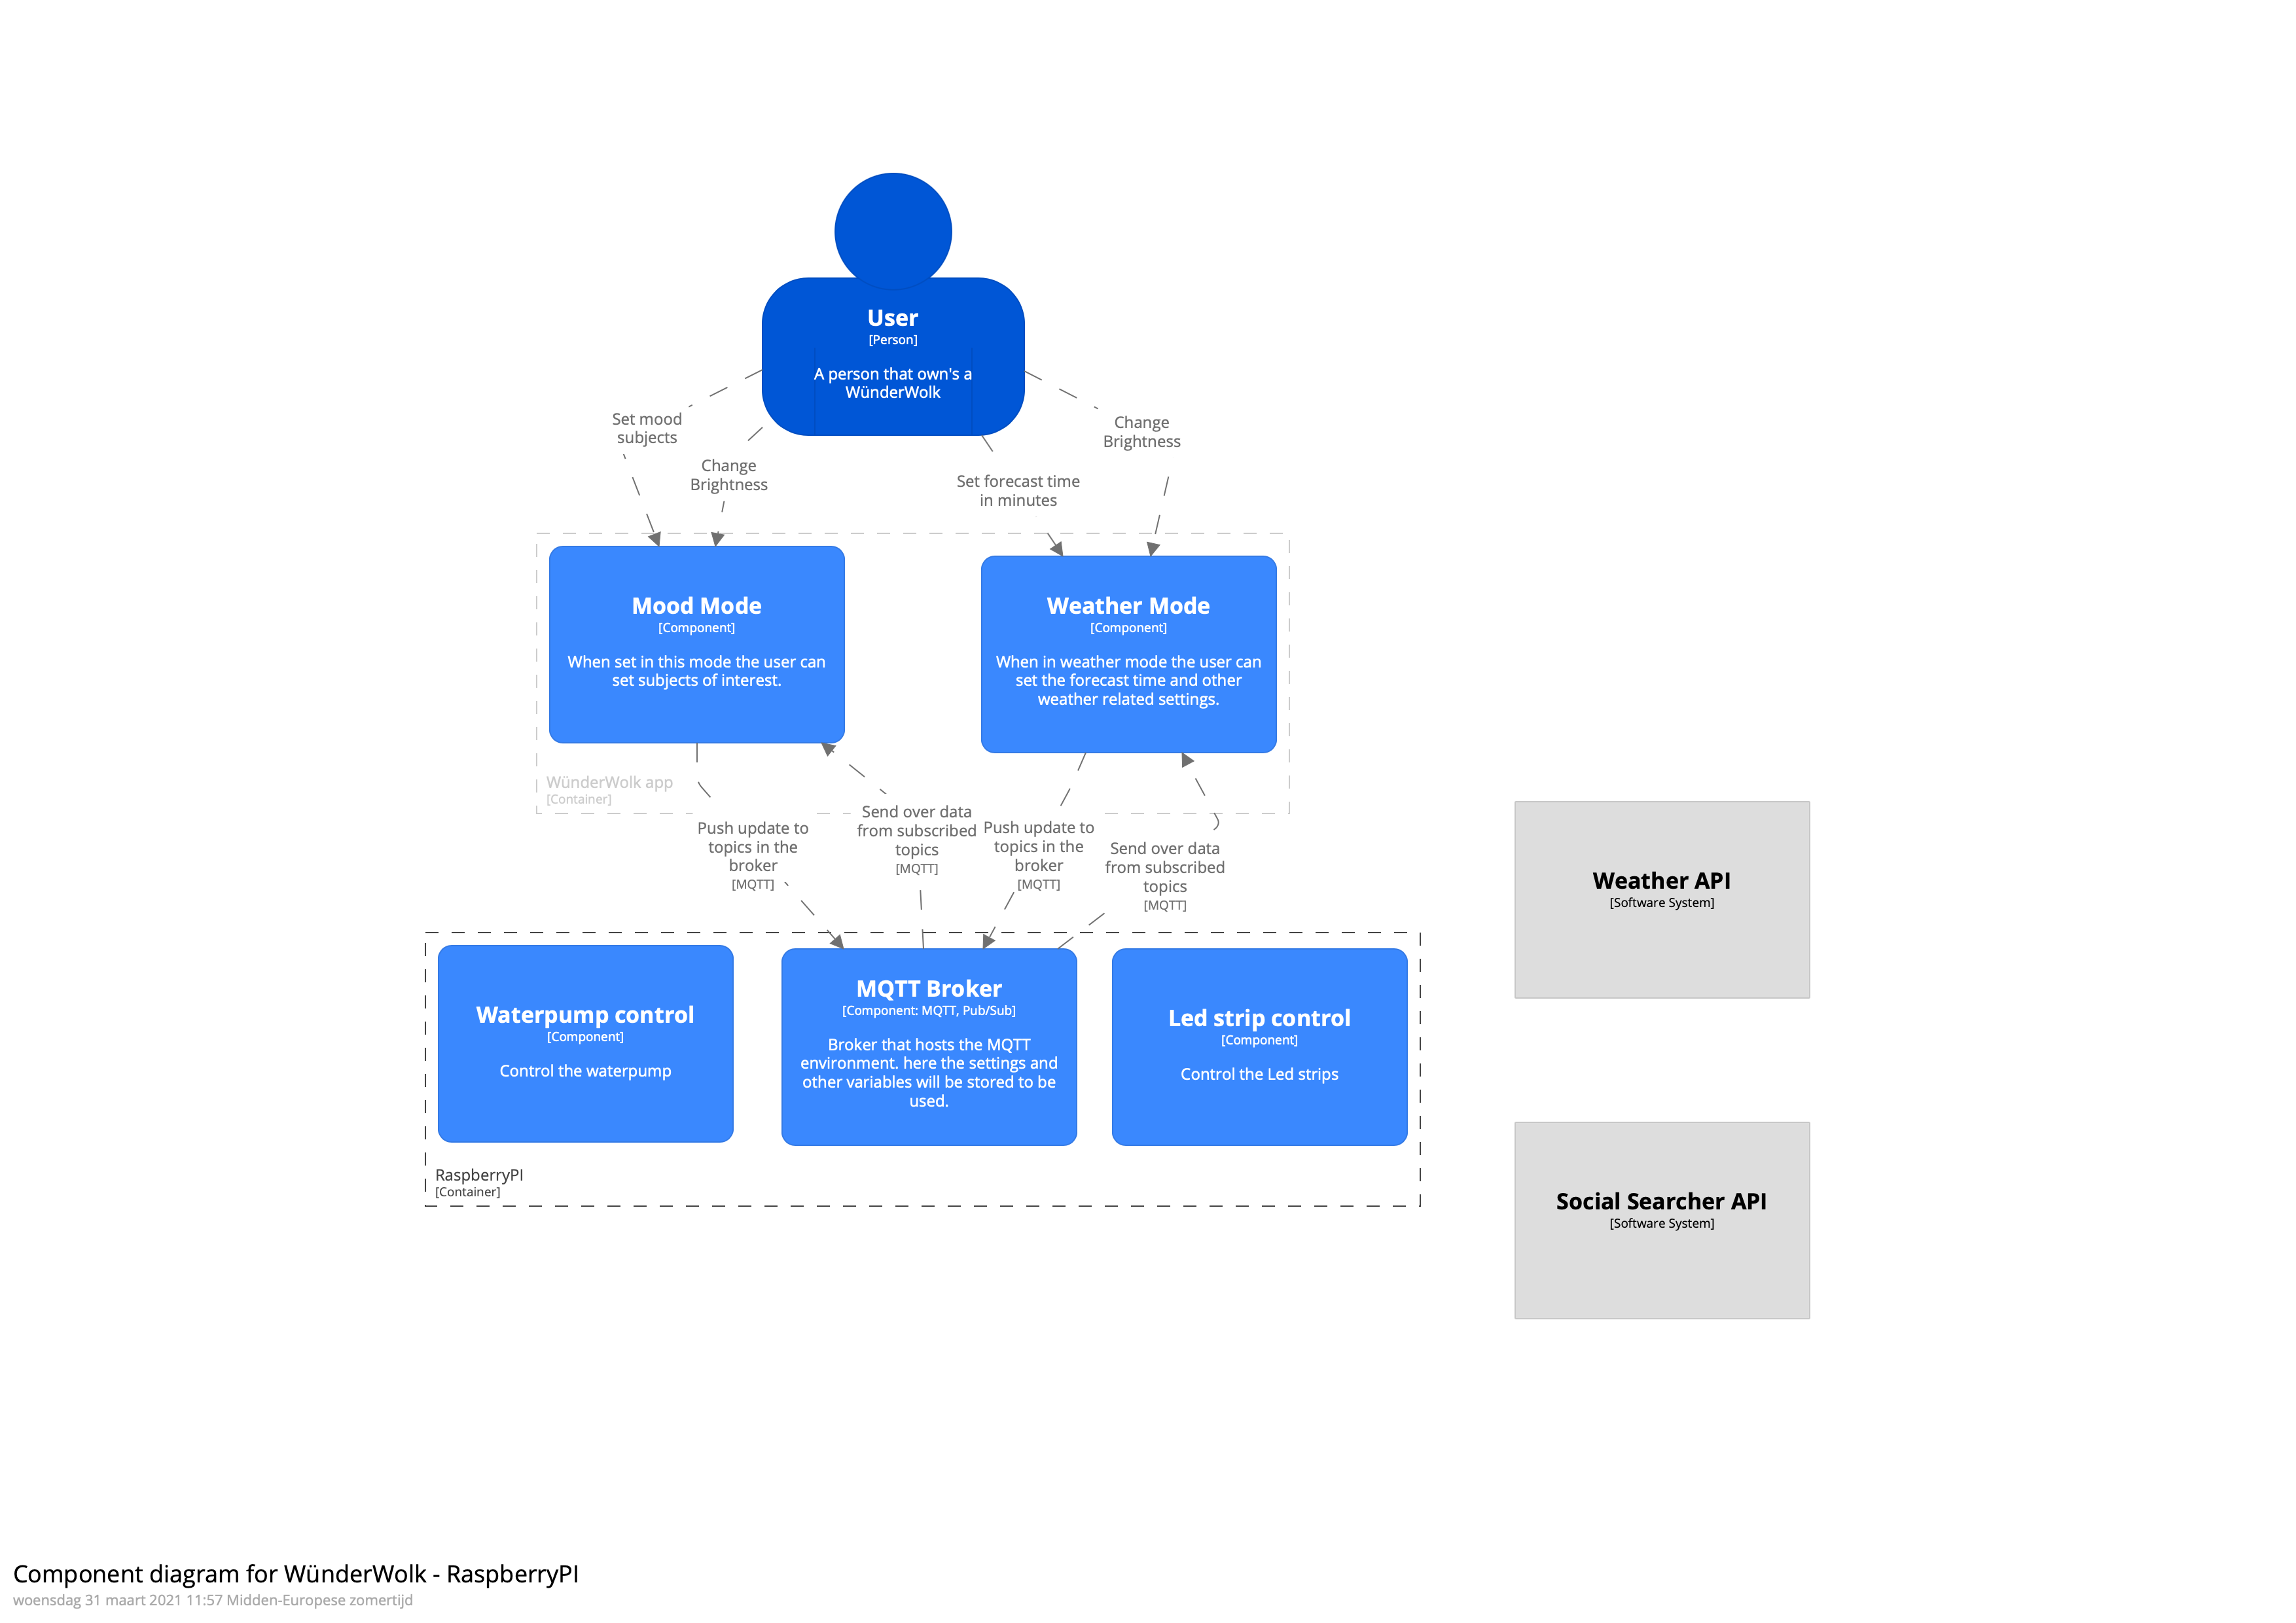 User
[Person]
A person that own's a
WünderWolk
Set mood
subjects
Change
Brightness
Set forecast time
in minutes
Change
Brightness
Mood Mode
[Component]
When set in this mode the user can
set subjects of interest.
Weather Mode
[Component]
When in weather mode the user can
set the forecast time and other
weather related settings.
WünderWolk app
[Container]
Push update to
topics in the
broker
[MQTT]
Send over data
from subscribed
topics
[MQTT]
Push update to
topics in the
broker
[MQTT]
Send over data
from subscribed
topics
[MQTT]
Weather API
[Software System]
Waterpump control
[Component]
Control the waterpump
MQTT Broker
[Component: MQTT, Pub/Sub]
Broker that hosts the MQTT
environment. here the settings and
other variables will be stored to be
used.
Led strip control
[Component]
Control the Led strips
RaspberryPI
[Container]
Social Searcher API
[Software System]
Component diagram for WünderWolk - RaspberryPI
woensdag 31 maart 2021 11:57 Midden-Europese zomertijd